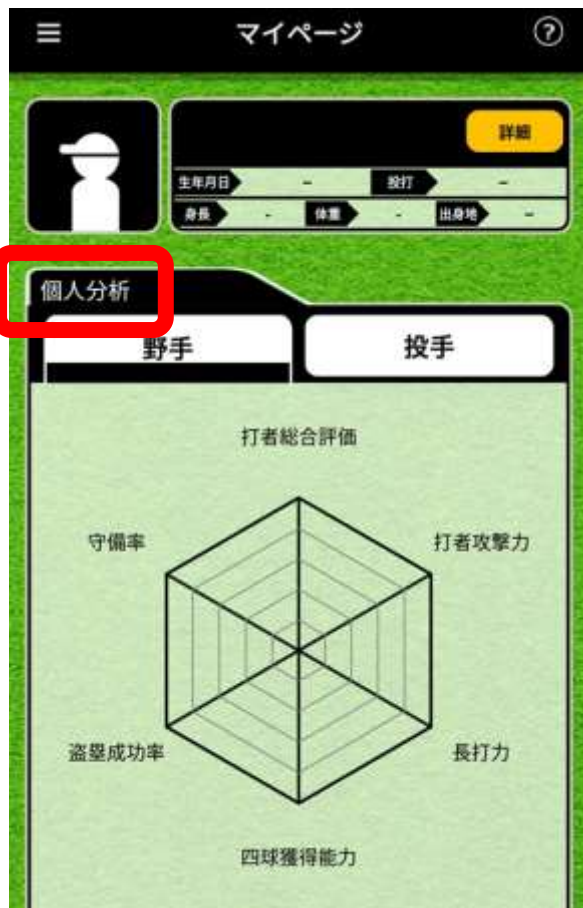 マイページ ?
詳細
生年月日 - 投打 -
身長 - 体重 - 出身地 -
個人分析
野手 投手
打者総合評価
守備率 打者攻撃力
盗塁成功率 長打力
四球獲得能力